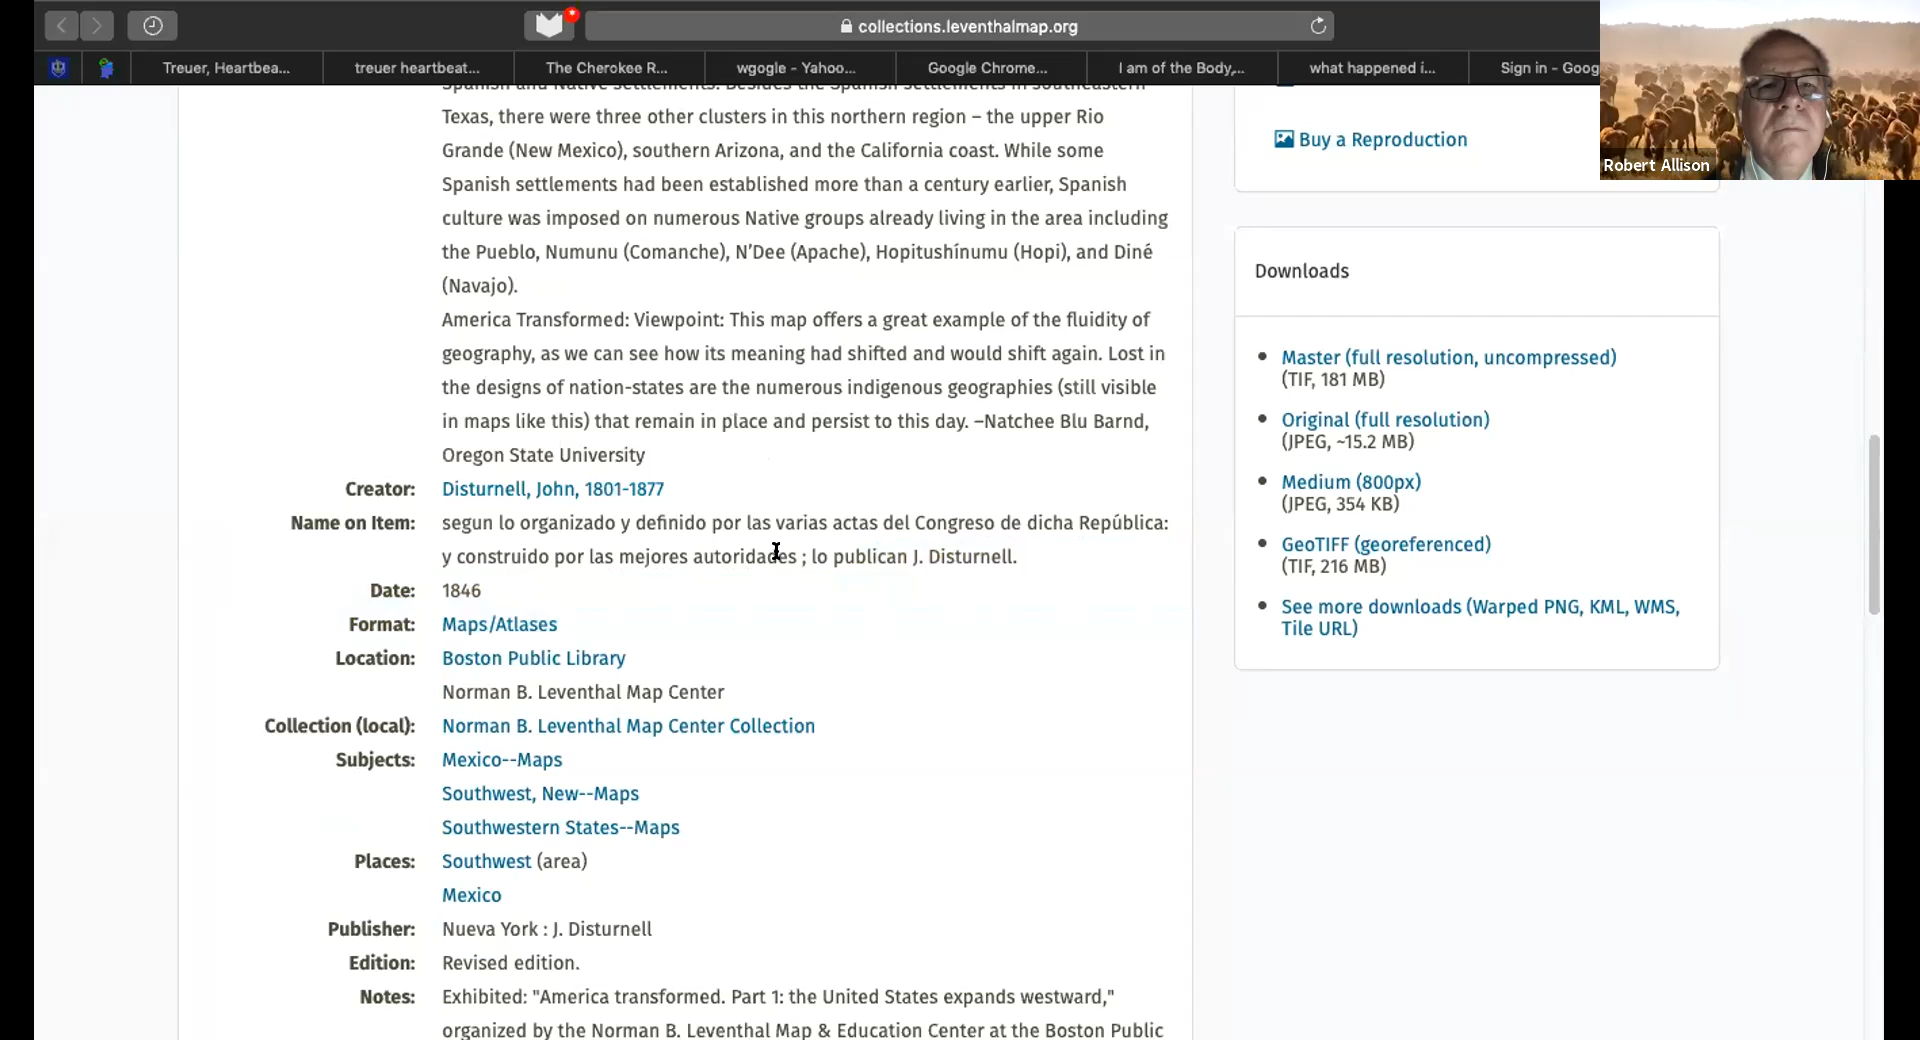 collections.leventhalmap.org
Treuer, Heartbea...
treuer heartbeat...
The Cherokee R...
wgogle - Yahoo...
Google Chrome...
I am of the Body,...
what happened i...
Sign in - Goog
Robert Allison
Spanish and Native settlements. Besides the Spanish settlements in southeastern
Texas, there were three other clusters in this northern region – the upper Rio
Grande (New Mexico), southern Arizona, and the California coast. While some
Spanish settlements had been established more than a century earlier, Spanish
culture was imposed on numerous Native groups already living in the area including
the Pueblo, Numunu (Comanche), N’Dee (Apache), Hopitushínumu (Hopi), and Diné
(Navajo).
America Transformed: Viewpoint: This map offers a great example of the fluidity of
geography, as we can see how its meaning had shifted and would shift again. Lost in
the designs of nation-states are the numerous indigenous geographies (still visible
in maps like this) that remain in place and persist to this day. –Natchee Blu Barnd,
Oregon State University
Creator: Disturnell, John, 1801-1877
Name on Item: segun lo organizado y definido por las varias actas del Congreso de dicha República:
y construido por las mejores autoridades ; lo publican J. Disturnell.
Date: 1846
Format: Maps/Atlases
Location: Boston Public Library
Norman B. Leventhal Map Center
Collection (local): Norman B. Leventhal Map Center Collection
Subjects: Mexico--Maps
Southwest, New--Maps
Southwestern States--Maps
Places: Southwest (area)
Mexico
Publisher: Nueva York : J. Disturnell
Edition: Revised edition.
Notes: Exhibited: "America transformed. Part 1: the United States expands westward,"
organized by the Norman B. Leventhal Map & Education Center at the Boston Public
Buy a Reproduction
Downloads
Master (full resolution, uncompressed)
(TIF, 181 MB)
Original (full resolution)
(JPEG, ~15.2 MB)
Medium (800px)
(JPEG, 354 KB)
GeoTIFF (georeferenced)
(TIF, 216 MB)
See more downloads (Warped PNG, KML, WMS,
Tile URL)